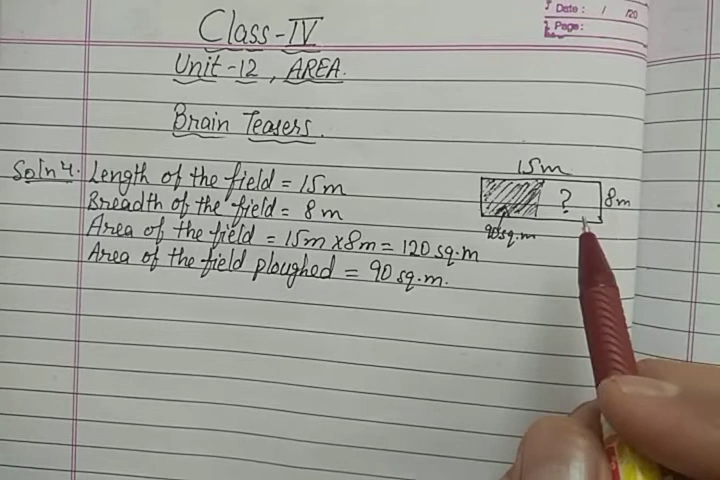 Date: / /20
Page:
Class-IV
Unit-12, AREA.
Brain Teasers.
Soln 4. Length of the field = 15m
Breadth of the field = 8m
Area of the field = 15m x 8m = 120 sq.m
Area of the field ploughed = 90 sq.m.
15m
?
8m
90sq.m